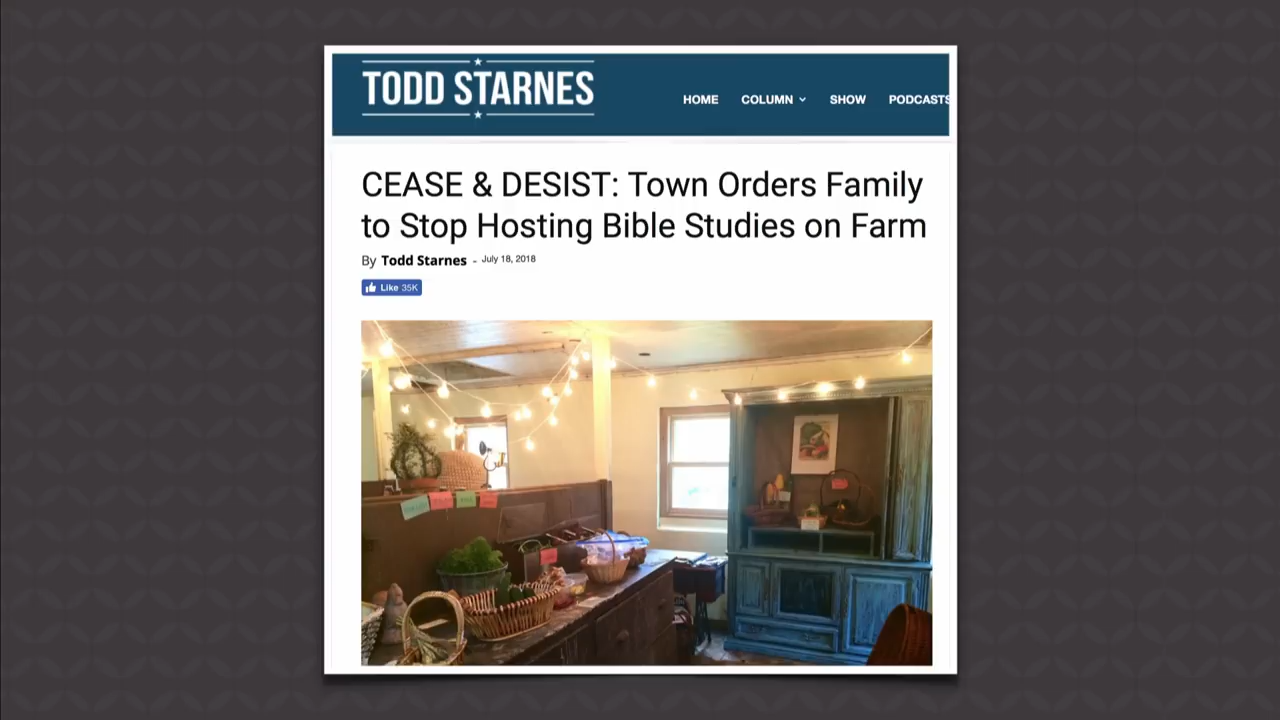 TODD STARNES
HOME COLUMN SHOW PODCASTS
CEASE & DESIST: Town Orders Family
to Stop Hosting Bible Studies on Farm
By Todd Starnes - July 18, 2018
Like 35K